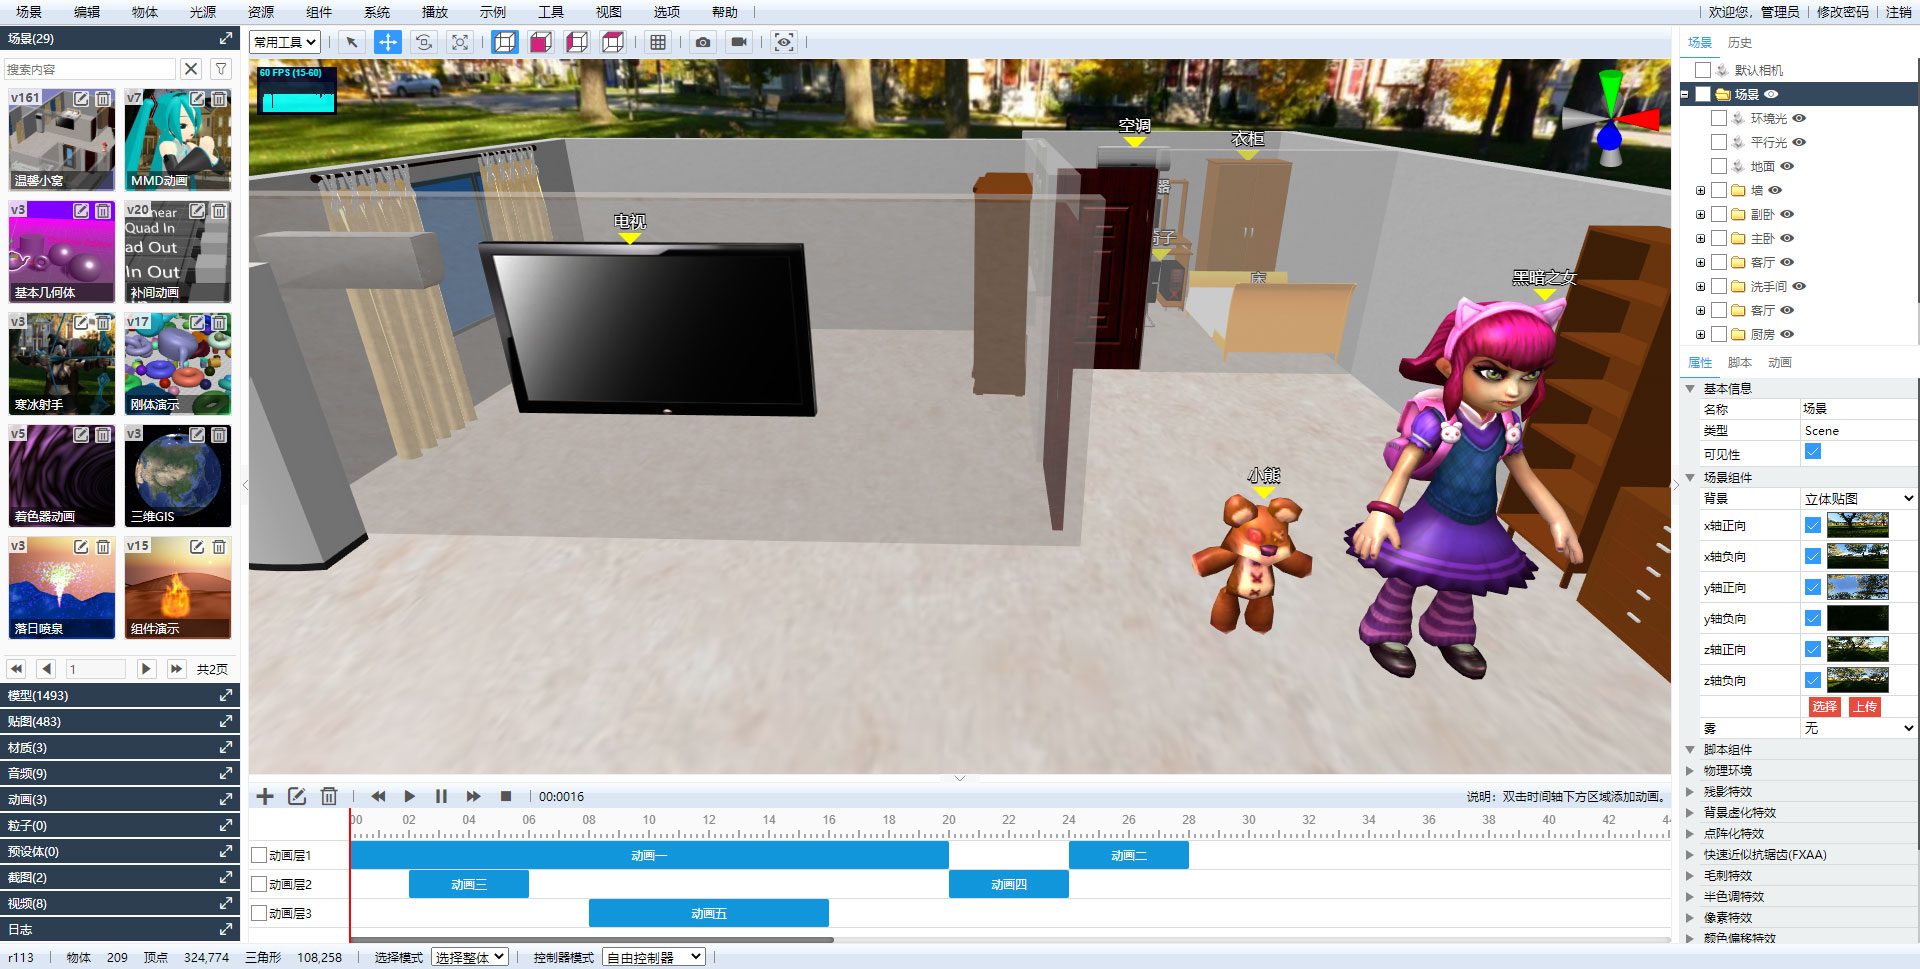 场景 编辑 物体 光源 资源 组件 系统 播放 示例 工具 视图 选项 帮助
欢迎您，管理员 修改密码 注销
场景(29)
搜索内容
v161
温馨小窝
v7
MMD动画
v3
基本几何体
v20
inear
Quad In
ad Out
In Out
补间动画
v3
寒冰射手
v17
刚体演示
v5
着色器动画
v3
三维GIS
v3
落日喷泉
v15
组件演示
1 共2页
模型(1493)
贴图(483)
材质(3)
音频(9)
动画(3)
粒子(0)
预设体(0)
截图(2)
视频(8)
日志
常用工具
60 FPS (15-60)
空调
衣柜
器
电视
椅子
床
黑暗之女
小熊
00:0016
说明：双击时间轴下方区域添加动画。
00 02 04 06 08 10 12 14 16 18 20 22 24 26 28 30 32 34 36 38 40 42 44
动画层1 动画一 动画二
动画层2 动画三 动画四
动画层3 动画五
场景 历史
默认相机
场景
环境光
平行光
地面
墙
副卧
主卧
客厅
洗手间
客厅
厨房
属性 脚本 动画
基本信息
名称 场景
类型 Scene
可见性
场景组件
背景 立体贴图
x轴正向
x轴负向
y轴正向
y轴负向
z轴正向
z轴负向
选择 上传
雾 无
脚本组件
物理环境
残影特效
背景虚化特效
点阵化特效
快速近似抗锯齿(FXAA)
毛刺特效
半色调特效
像素特效
颜色偏移特效
r113 物体 209 顶点 324,774 三角形 108,258 选择模式 选择整体 控制器模式 自由控制器